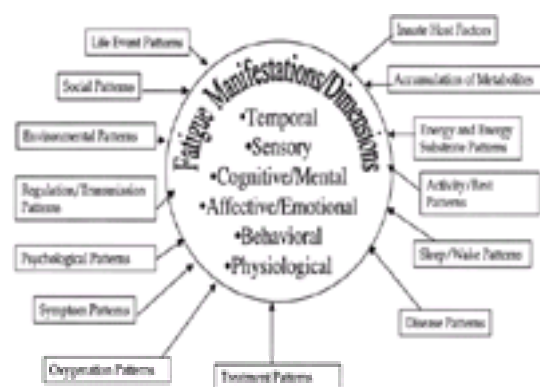 Fatigue Manifestations/Dimensions
•Temporal
•Sensory
•Cognitive/Mental
•Affective/Emotional
•Behavioral
•Physiological
Life Event Patterns
Social Patterns
Environmental Patterns
Regulation/Transmission
Patterns
Psychological Patterns
Symptom Patterns
Oxygenation Patterns
Treatment Patterns
Innate Host Factors
Accumulation of Metabolites
Energy and Energy
Substrate Patterns
Activity/Rest
Patterns
Sleep/Wake Patterns
Disease Patterns